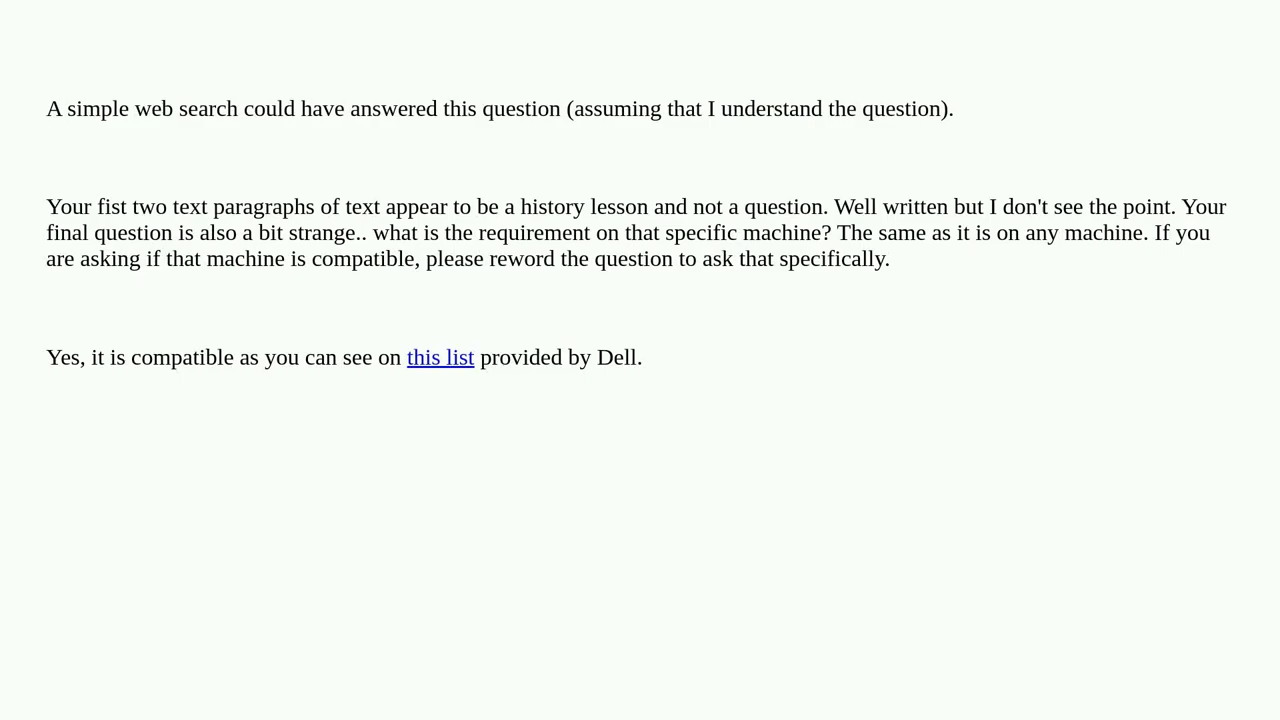 A simple web search could have answered this question (assuming that I understand the question).
Your fist two text paragraphs of text appear to be a history lesson and not a question. Well written but I don't see the point. Your
final question is also a bit strange.. what is the requirement on that specific machine? The same as it is on any machine. If you
are asking if that machine is compatible, please reword the question to ask that specifically.
Yes, it is compatible as you can see on this list provided by Dell.